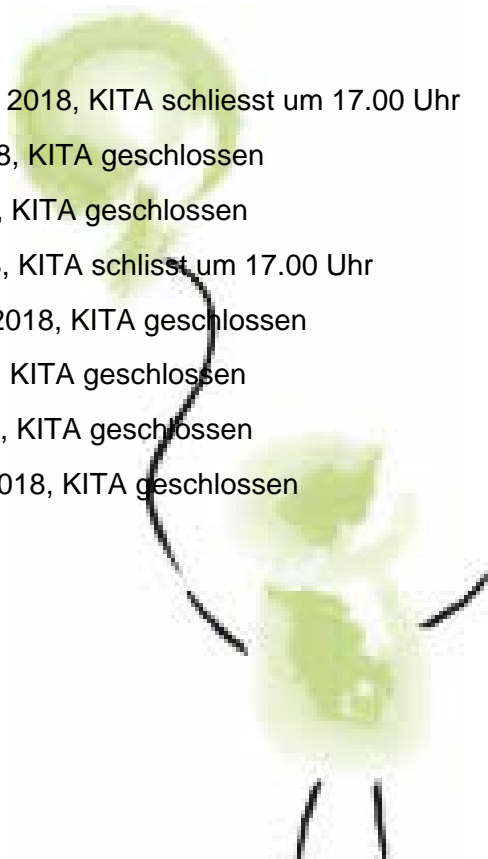 2018, KITA schliesst um 17.00 Uhr
8, KITA geschlossen
, KITA geschlossen
, KITA schlisst um 17.00 Uhr
2018, KITA geschlossen
KITA geschlossen
, KITA geschlossen
018, KITA geschlossen